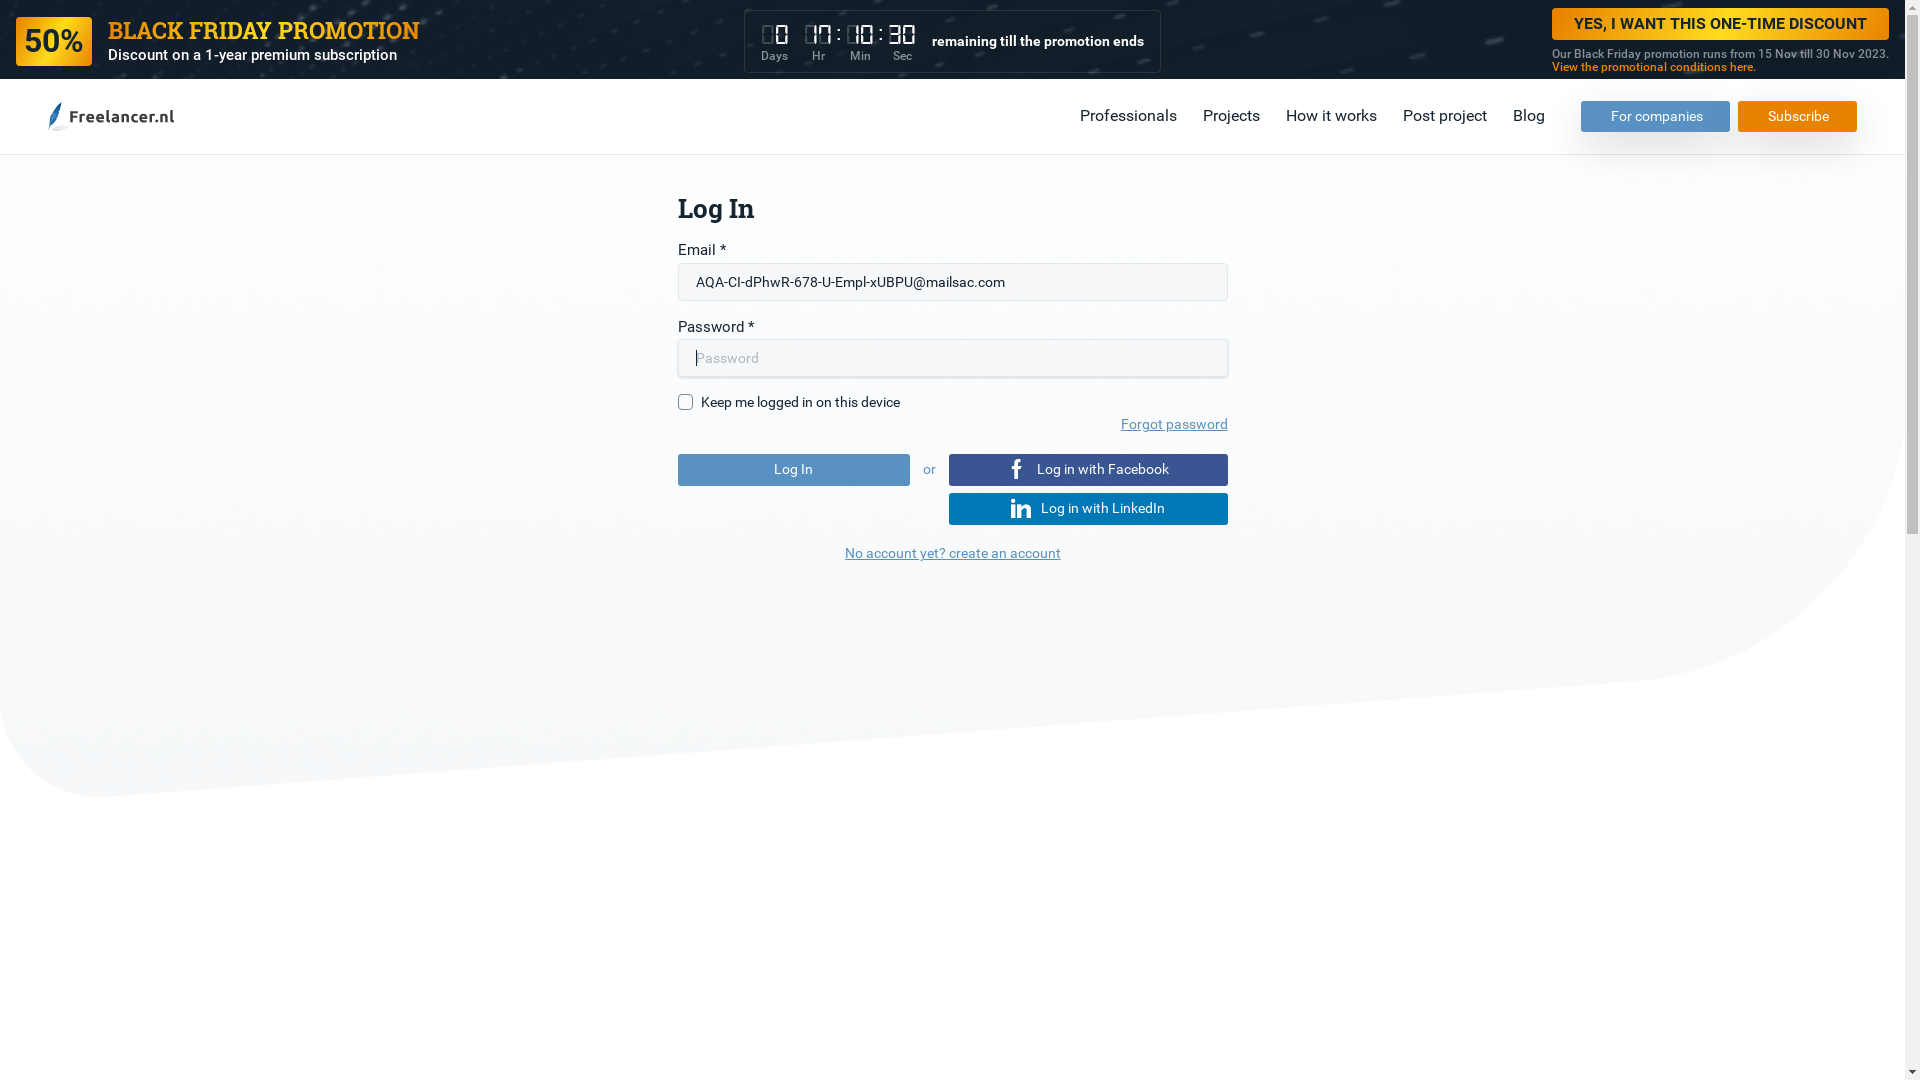 50%
BLACK FRIDAY PROMOTION
Discount on a 1-year premium subscription
0 17 : 10 : 30
Days Hr Min Sec
remaining till the promotion ends
YES, I WANT THIS ONE-TIME DISCOUNT
Our Black Friday promotion runs from 15 Nov till 30 Nov 2023.
View the promotional conditions here.
Freelancer.nl
Professionals
Projects
How it works
Post project
Blog
For companies
Subscribe
Log In
Email *
AQA-CI-dPhwR-678-U-Empl-xUBPU@mailsac.com
Password *
Password
Keep me logged in on this device
Forgot password
Log In
or
Log in with Facebook
Log in with LinkedIn
No account yet? create an account